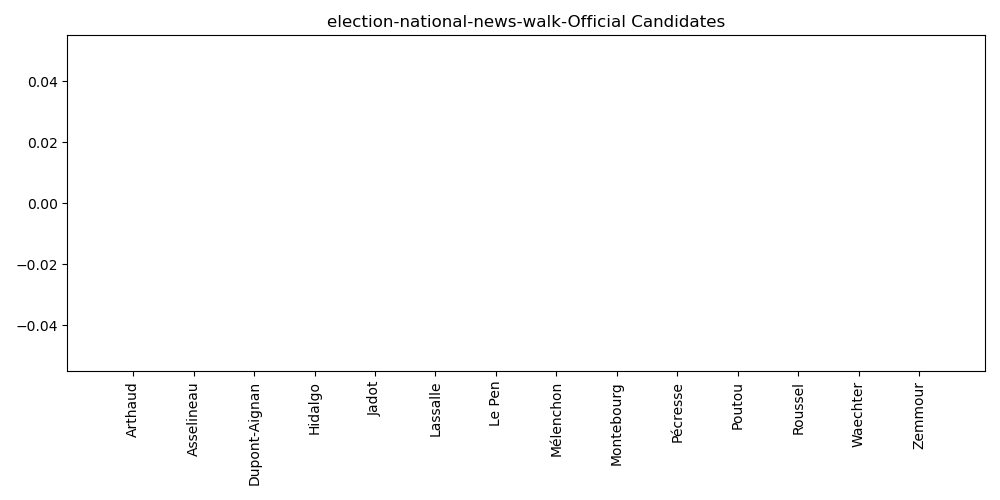 election-national-news-walk-Official Candidates
0.04
0.02
0.00
−0.02
−0.04
Arthaud
Asselineau
Dupont-Aignan
Hidalgo
Jadot
Lassalle
Le Pen
Mélenchon
Montebourg
Pécresse
Poutou
Roussel
Waechter
Zemmour